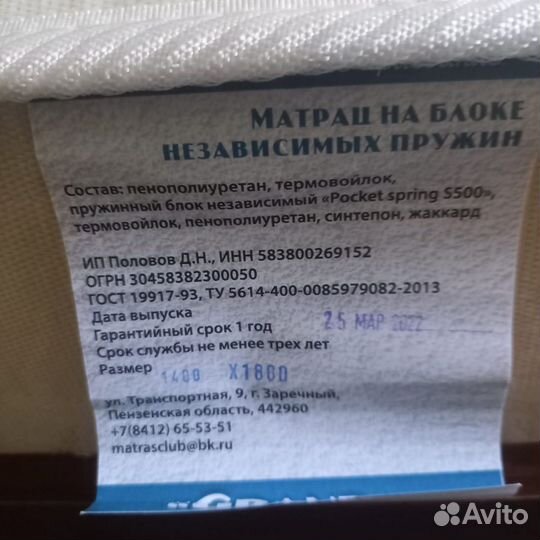 МАТРАЦ НА БЛОКЕ
НЕЗАВИСИМЫХ ПРУЖИН
Состав: пенополиуретан, термовойлок,
пружинный блок независимый «Pocket spring S500»,
термовойлок, пенополиуретан, синтепон, жаккард
ИП Половов Д.Н., ИНН 583800269152
ОГРН 30458382300050
ГОСТ 19917-93, ТУ 5614-400-0085979082-2013
Дата выпуска 25 МАР 2022
Гарантийный срок 1 год
Срок службы не менее трех лет
Размер 1400 X1800
ул. Транспортная, 9, г. Заречный,
Пензенская область, 442960
+7(8412) 65-53-51
matrasclub@bk.ru
Avito